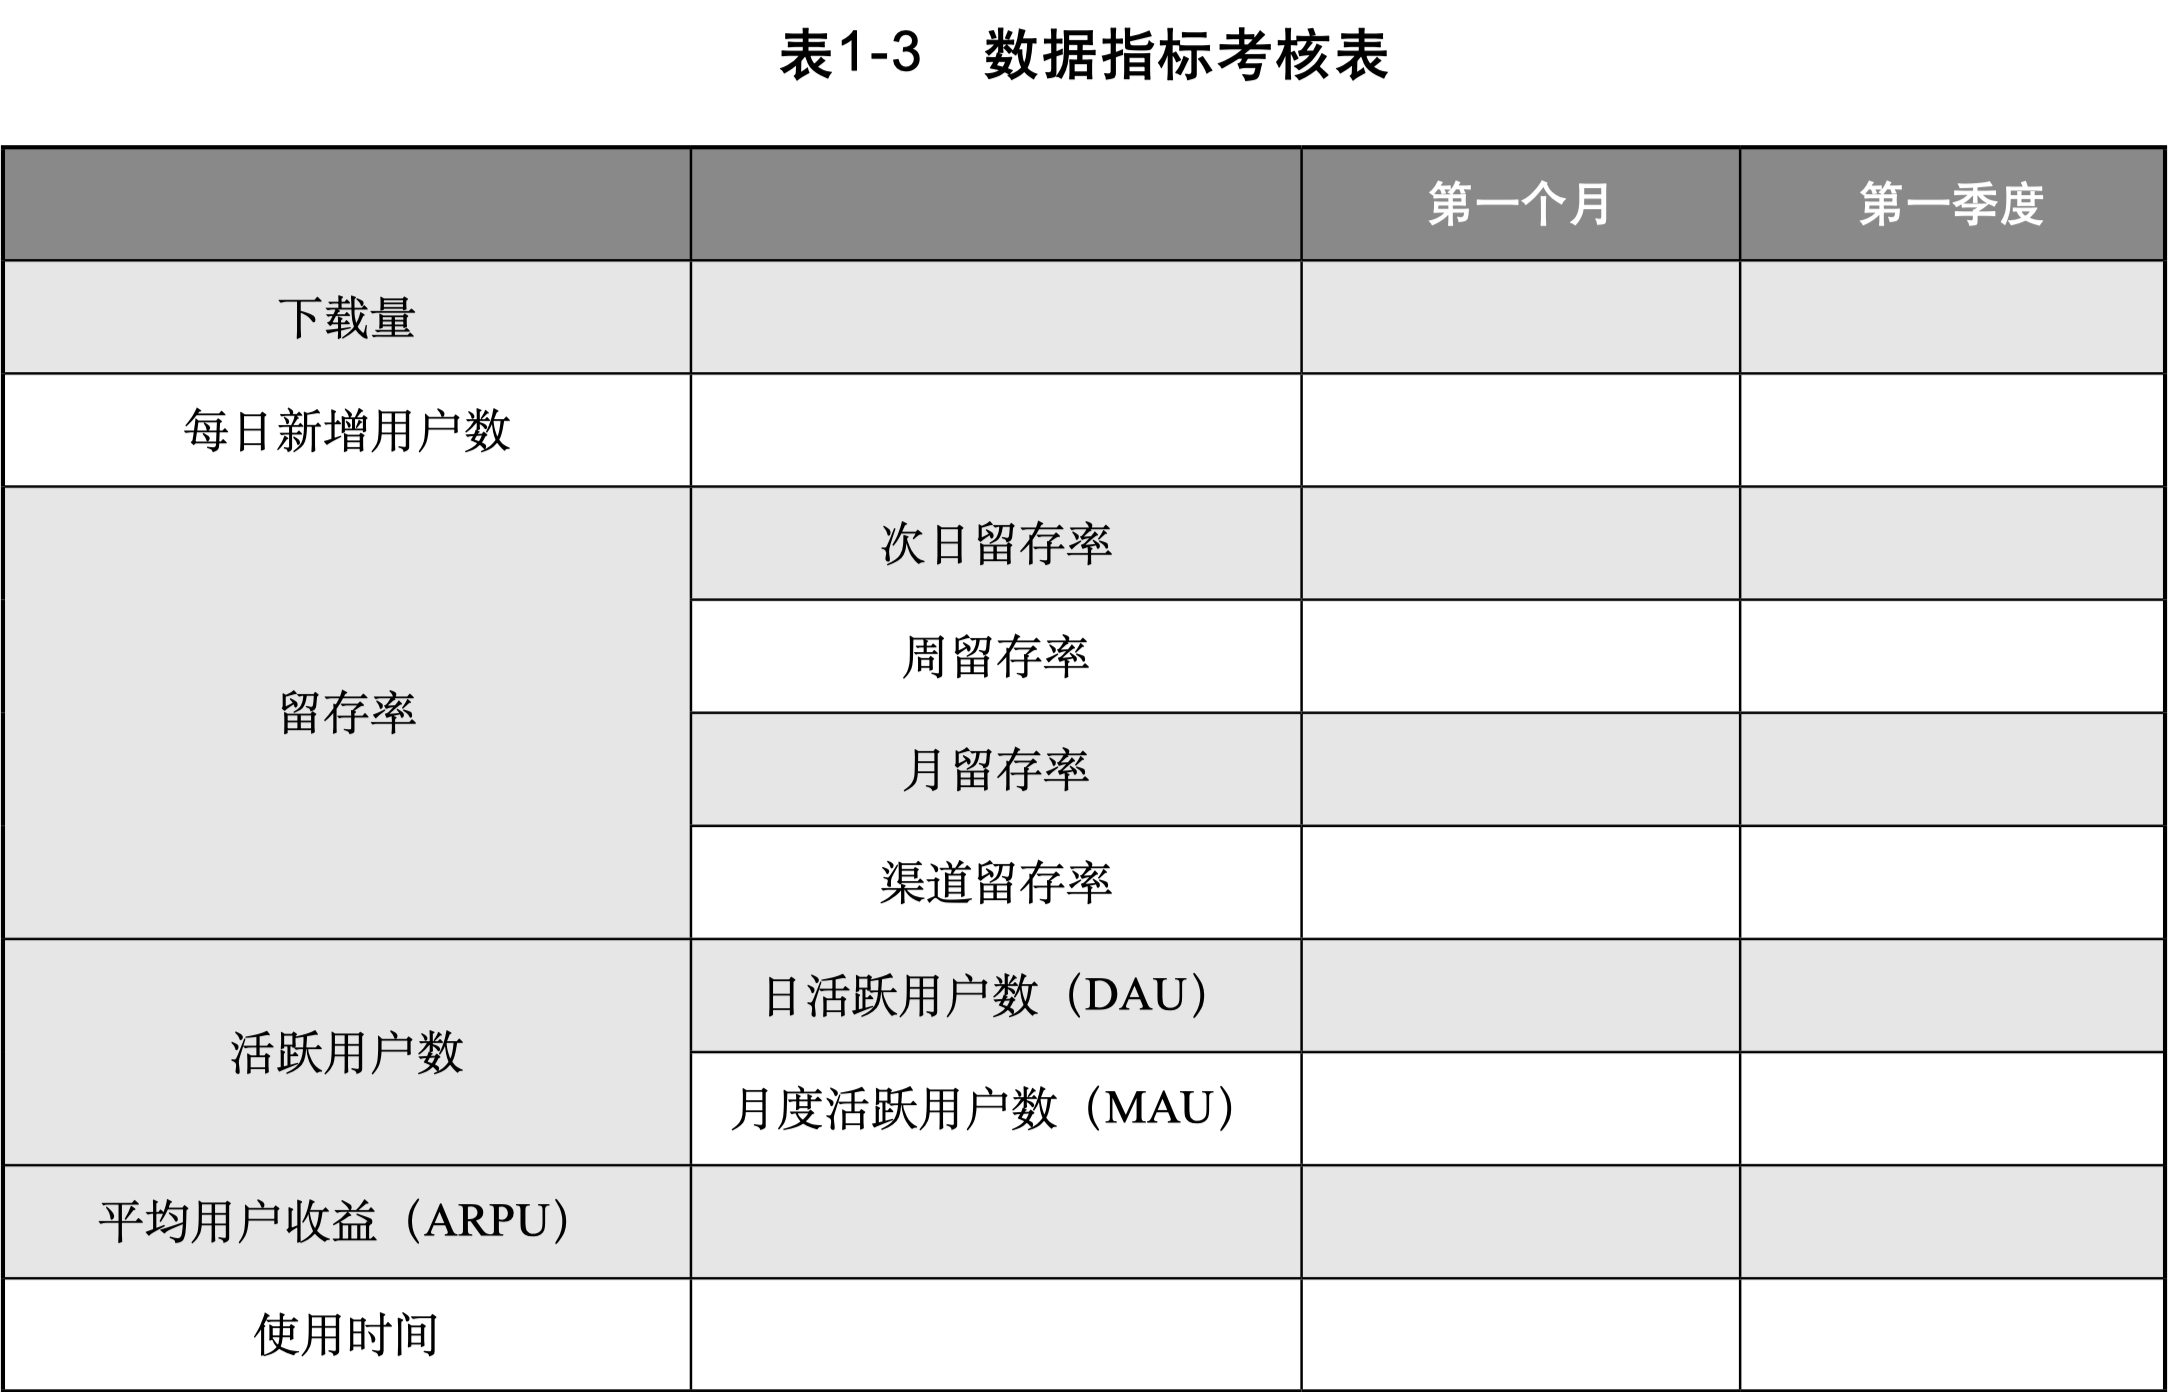 表1-3 数据指标考核表
第一个月 第一季度
下载量
每日新增用户数
留存率
次日留存率
周留存率
月留存率
渠道留存率
活跃用户数
日活跃用户数（DAU）
月度活跃用户数（MAU）
平均用户收益（ARPU）
使用时间